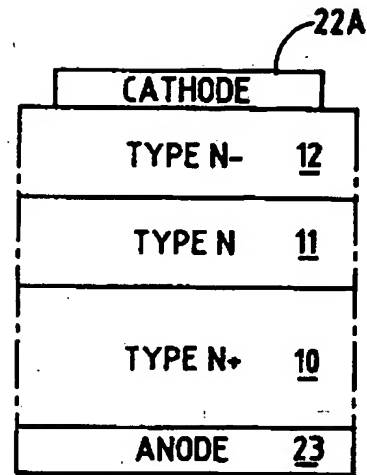 22A
CATHODE
TYPE N- 12
TYPE N 11
TYPE N+ 10
ANODE 23